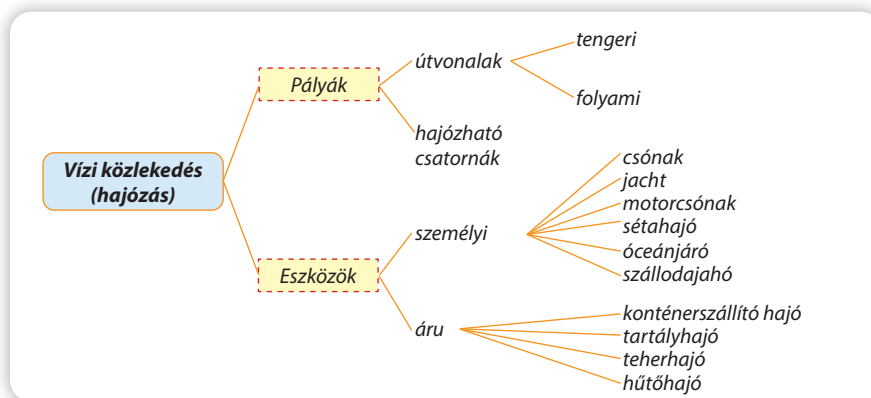 Vízi közlekedés
(hajózás)
Pályák
útvonalak
tengeri
folyami
hajózható
csatornák
Eszközök
személyi
csónak
jacht
motorcsónak
sétahajó
óceánjáró
szállodajahó
áru
konténerszállító hajó
tartályhajó
teherhajó
hűtőhajó